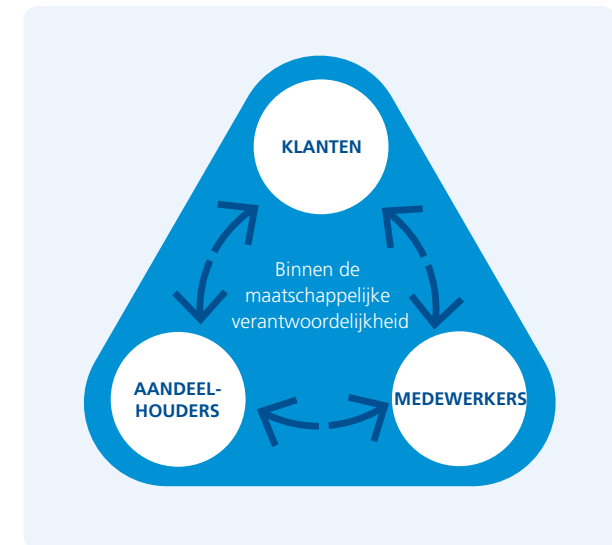 KLANTEN
Binnen de
maatschappelijke
verantwoordelijkheid
AANDEEL-
HOUDERS
MEDEWERKERS